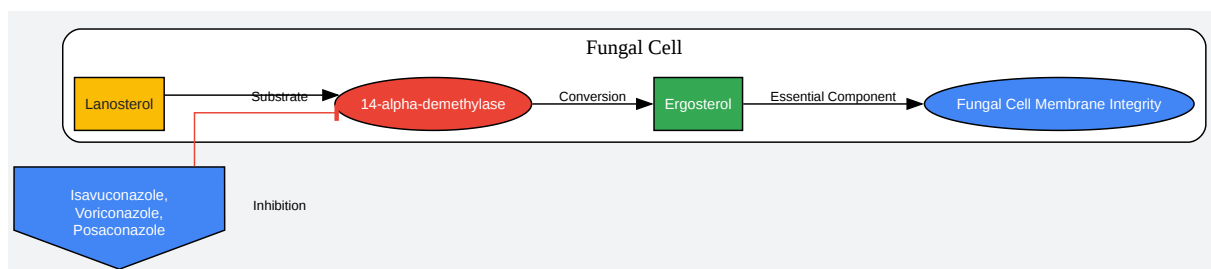 Fungal Cell
Lanosterol
Substrate
14-alpha-demethylase
Conversion
Ergosterol
Essential Component
Fungal Cell Membrane Integrity
Isavuconazole,
Voriconazole,
Posaconazole
Inhibition